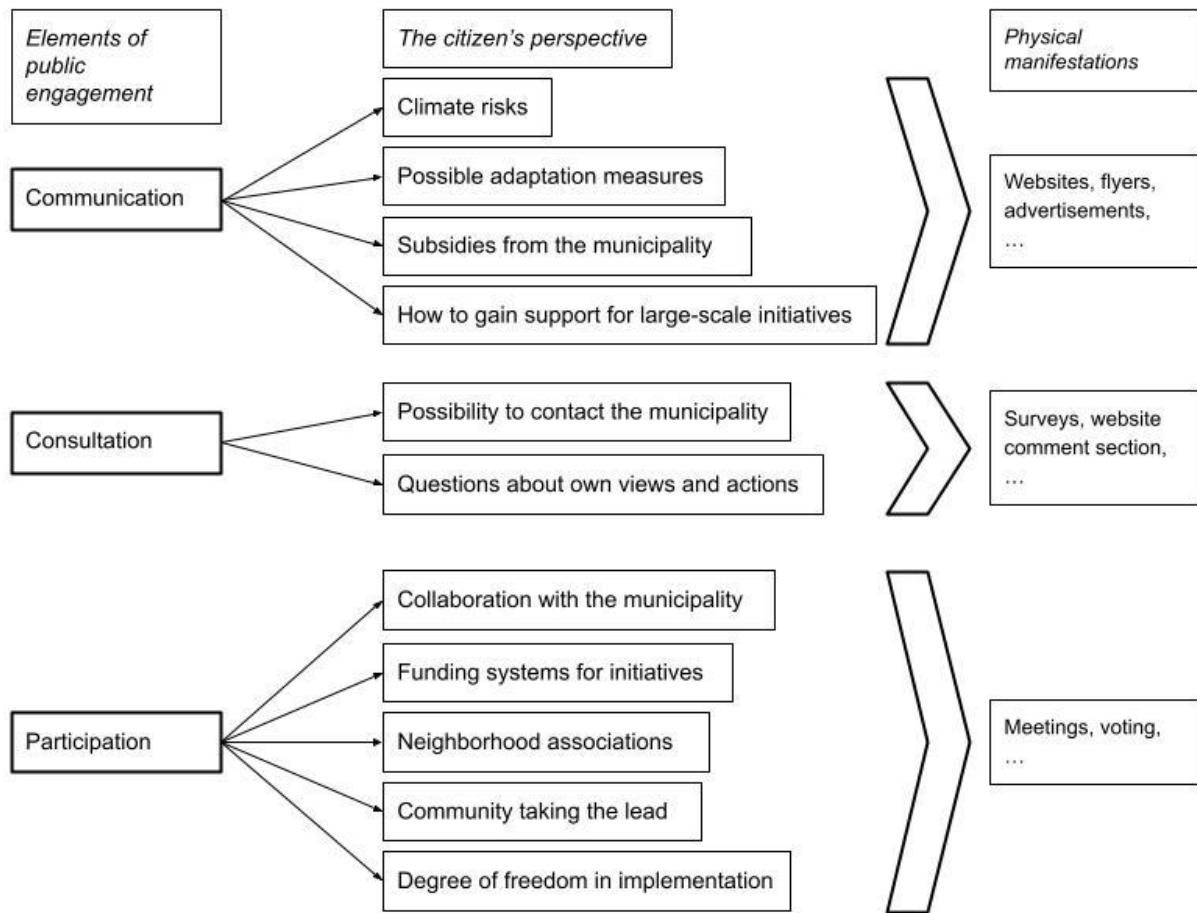 Elements of
public
engagement
The citizen's perspective
Physical
manifestations
Communication
Climate risks
Possible adaptation measures
Subsidies from the municipality
How to gain support for large-scale initiatives
Websites, flyers,
advertisements,
…
Consultation
Possibility to contact the municipality
Questions about own views and actions
Surveys, website
comment section,
…
Participation
Collaboration with the municipality
Funding systems for initiatives
Neighborhood associations
Community taking the lead
Degree of freedom in implementation
Meetings, voting,
…